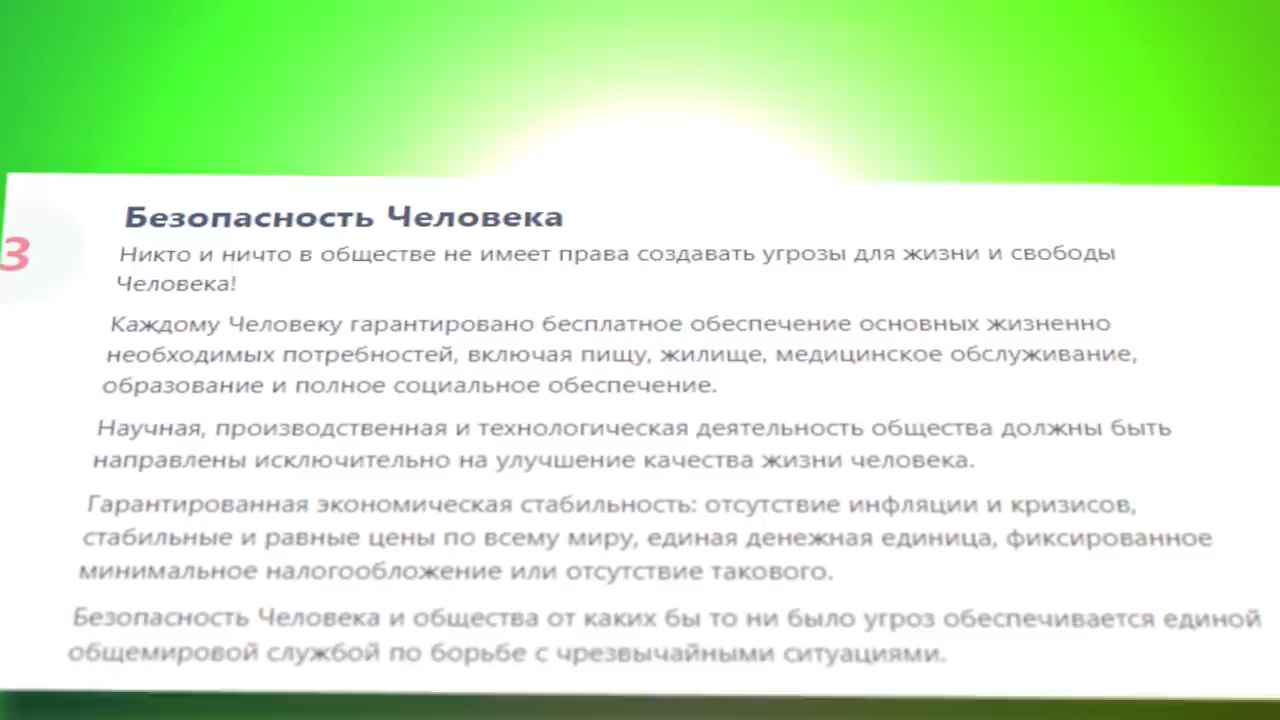 3
Безопасность Человека
Никто и ничто в обществе не имеет права создавать угрозы для жизни и свободы
Человека!
Каждому Человеку гарантировано бесплатное обеспечение основных жизненно
необходимых потребностей, включая пищу, жилище, медицинское обслуживание,
образование и полное социальное обеспечение.
Научная, производственная и технологическая деятельность общества должны быть
направлены исключительно на улучшение качества жизни человека.
Гарантированная экономическая стабильность: отсутствие инфляции и кризисов,
стабильные и равные цены по всему миру, единая денежная единица, фиксированное
минимальное налогообложение или отсутствие такового.
Безопасность Человека и общества от каких бы то ни было угроз обеспечивается единой
общемировой службой по борьбе с чрезвычайными ситуациями.